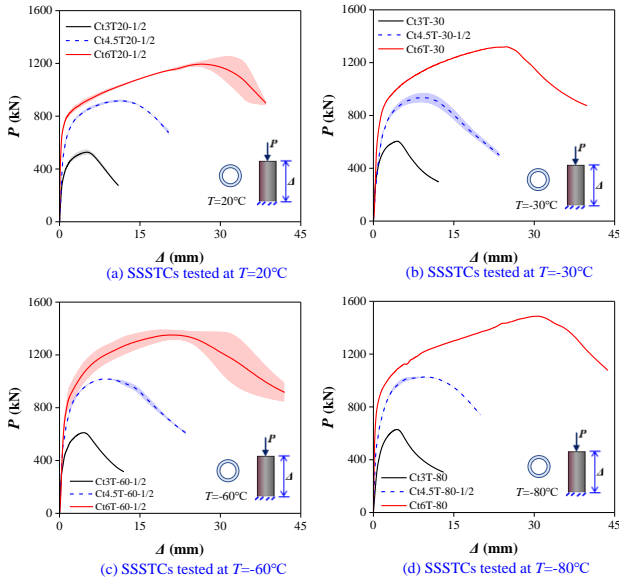 1600
1200
800
400
0
P (kN)
Ct3T20-1/2
Ct4.5T20-1/2
Ct6T20-1/2
P
Δ
T=20℃
0 15 30 45
Δ (mm)
(a) SSSTCs tested at T=20℃
1600
1200
800
400
0
P (kN)
Ct3T-30
Ct4.5T-30-1/2
Ct6T-30
P
Δ
T=-30℃
0 15 30 45
Δ (mm)
(b) SSSTCs tested at T=-30℃
1600
1200
800
400
0
P (kN)
P
Δ
Ct3T-60-1/2
Ct4.5T-60-1/2
Ct6T-60-1/2
T=-60℃
0 15 30 45
Δ (mm)
(c) SSSTCs tested at T=-60℃
1600
1200
800
400
0
P (kN)
P
Δ
Ct3T-80
Ct4.5T-80-1/2
Ct6T-80
T=-80℃
0 15 30 45
Δ (mm)
(d) SSSTCs tested at T=-80℃